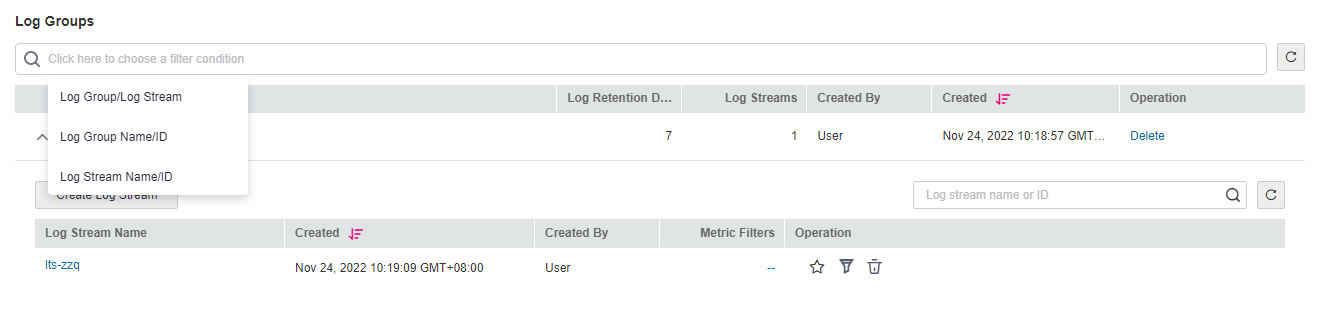 Log Groups
Click here to choose a filter condition
Log Group/Log Stream
Log Retention D... Log Streams Created By Created Operation
Log Group Name/ID
7 1 User Nov 24, 2022 10:18:57 GMT... Delete
Log Stream Name/ID
Create Log Stream
Log stream name or ID
Log Stream Name Created Created By Metric Filters Operation
lts-zzq Nov 24, 2022 10:19:09 GMT+08:00 User --